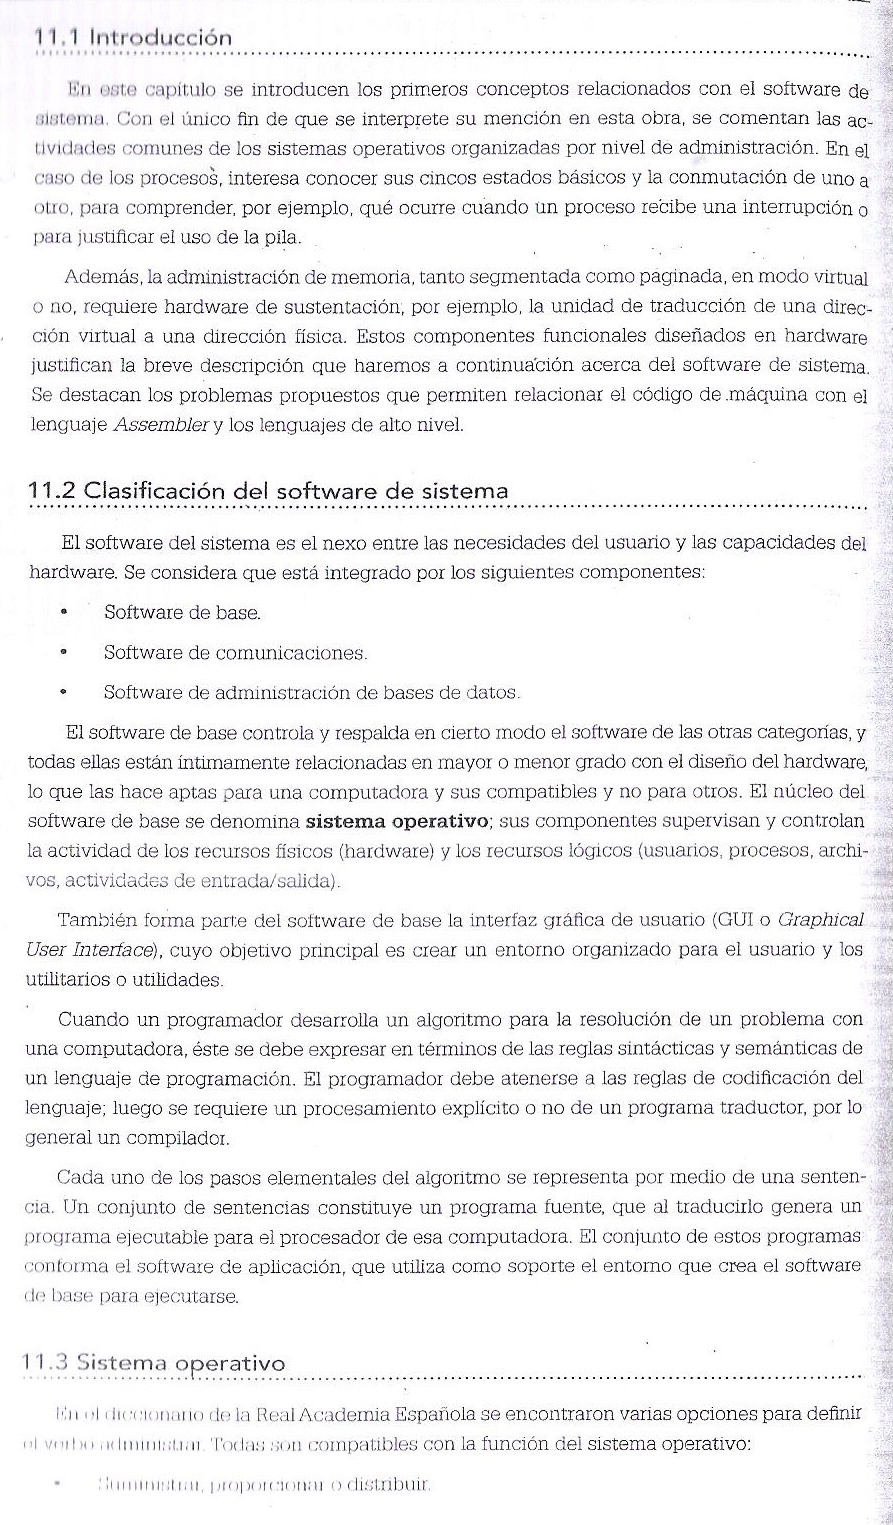 11.1 Introducción
En este capítulo se introducen los primeros conceptos relacionados con el software de
sistema. Con el único fin de que se interprete su mención en esta obra, se comentan las ac-
tividades comunes de los sistemas operativos organizadas por nivel de administración. En el
caso de los procesos, interesa conocer sus cincos estados básicos y la conmutación de uno a
otro, para comprender, por ejemplo, qué ocurre cuando un proceso recibe una interrupción o
para justificar el uso de la pila.
Además, la administración de memoria, tanto segmentada como paginada, en modo virtual
o no, requiere hardware de sustentación, por ejemplo, la unidad de traducción de una direc-
ción virtual a una dirección física. Estos componentes funcionales diseñados en hardware
justifican la breve descripción que haremos a continuación acerca del software de sistema.
Se destacan los problemas propuestos que permiten relacionar el código de máquina con el
lenguaje Assembler y los lenguajes de alto nivel.
11.2 Clasificación del software de sistema
El software del sistema es el nexo entre las necesidades del usuario y las capacidades del
hardware. Se considera que está integrado por los siguientes componentes:
• Software de base.
• Software de comunicaciones.
• Software de administración de bases de datos.
El software de base controla y respalda en cierto modo el software de las otras categorías, y
todas ellas están íntimamente relacionadas en mayor o menor grado con el diseño del hardware,
lo que las hace aptas para una computadora y sus compatibles y no para otros. El núcleo del
software de base se denomina sistema operativo; sus componentes supervisan y controlan
la actividad de los recursos físicos (hardware) y los recursos lógicos (usuarios, procesos, archi-
vos, actividades de entrada/salida).
También forma parte del software de base la interfaz gráfica de usuario (GUI o Graphical
User Interface), cuyo objetivo principal es crear un entorno organizado para el usuario y los
utilitarios o utilidades.
Cuando un programador desarrolla un algoritmo para la resolución de un problema con
una computadora, éste se debe expresar en términos de las reglas sintácticas y semánticas de
un lenguaje de programación. El programador debe atenerse a las reglas de codificación del
lenguaje; luego se requiere un procesamiento explícito o no de un programa traductor, por lo
general un compilador.
Cada uno de los pasos elementales del algoritmo se representa por medio de una senten-
cia. Un conjunto de sentencias constituye un programa fuente, que al traducirlo genera un
programa ejecutable para el procesador de esa computadora. El conjunto de estos programas
conforma el software de aplicación, que utiliza como soporte el entorno que crea el software
de base para ejecutarse.
11.3 Sistema operativo
En el diccionario de la Real Academia Española se encontraron varias opciones para definir
el verbo administrar. Todas son compatibles con la función del sistema operativo:
• Suministrar, proporcionar o distribuir.